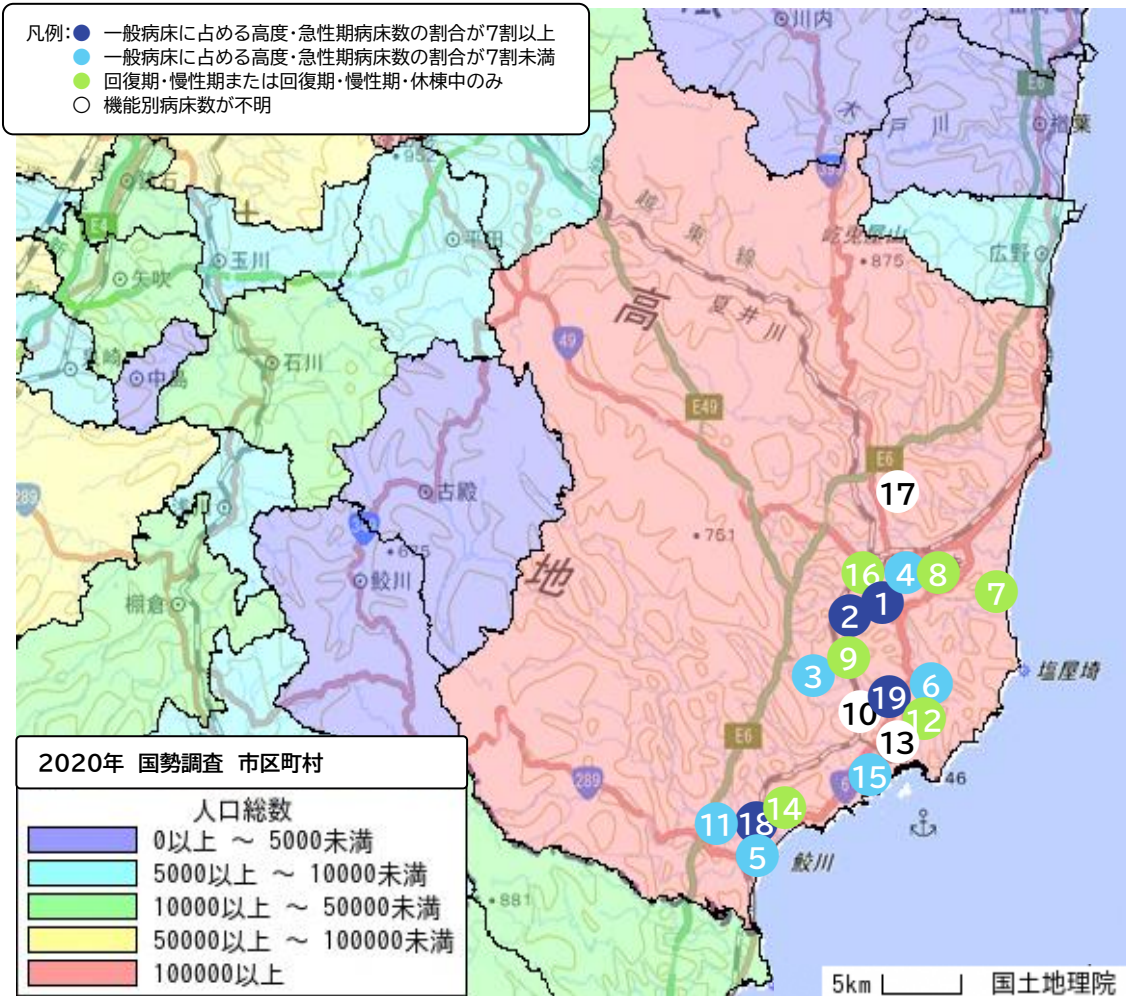 凡例:● 一般病床に占める高度・急性期病床数の割合が7割以上
● 一般病床に占める高度・急性期病床数の割合が7割未満
● 回復期・慢性期または回復期・慢性期・休棟中のみ
○ 機能別病床数が不明
川内
E6
木戸川
楢葉
952
E4
玉川
平田
矢吹
越東線
広野
875
高
夏井川
49
石川
中島
E49
E6
17
289
古殿
675
鮫川
761
地
棚倉
16
4
8
7
1
2
9
3
塩屋埼
6
19
10
12
13
E6
15
46
6
289
14
11
18
5
鮫川
881
2020年 国勢調査 市区町村
人口総数
0以上 ~ 5000未満
5000以上 ~ 10000未満
10000以上 ~ 50000未満
50000以上 ~ 100000未満
100000以上
5km
国土地理院